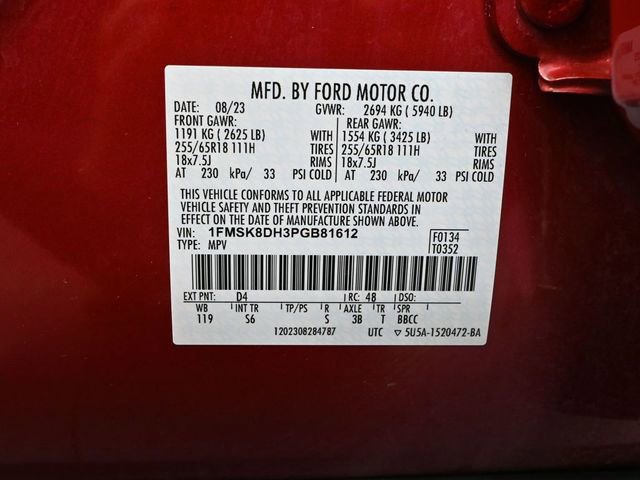 MFD. BY FORD MOTOR CO.
DATE: 08/23 GVWR: 2694 KG ( 5940 LB)
FRONT GAWR: REAR GAWR:
1191 KG ( 2625 LB) WITH 1554 KG ( 3425 LB) WITH
255/65R18 111H TIRES 255/65R18 111H TIRES
18x7.5J RIMS 18x7.5J RIMS
AT 230 kPa/ 33 PSI COLD AT 230 kPa/ 33 PSI COLD
THIS VEHICLE CONFORMS TO ALL APPLICABLE FEDERAL MOTOR
VEHICLE SAFETY AND THEFT PREVENTION STANDARDS IN
EFFECT ON THE DATE OF MANUFACTURE SHOWN ABOVE.
VIN: 1FMSK8DH3PGB81612 F0134
TYPE: MPV T0352
EXT PNT: D4 RC: 48 DSO:
WB INT TR TP/PS R AXLE TR SPR
119 S6 S 3B T BBCC
1202308284787 UTC ▽ 5U5A-1520472-BA